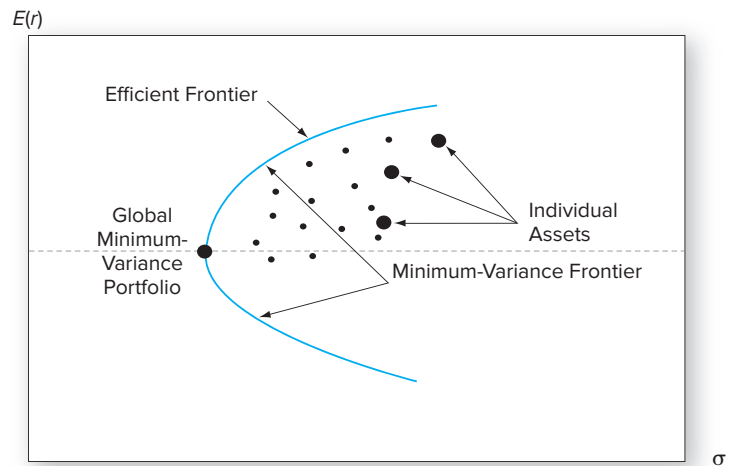 E(r)
Efficient Frontier
Global
Minimum-
Variance
Portfolio
Individual
Assets
Minimum-Variance Frontier
σ